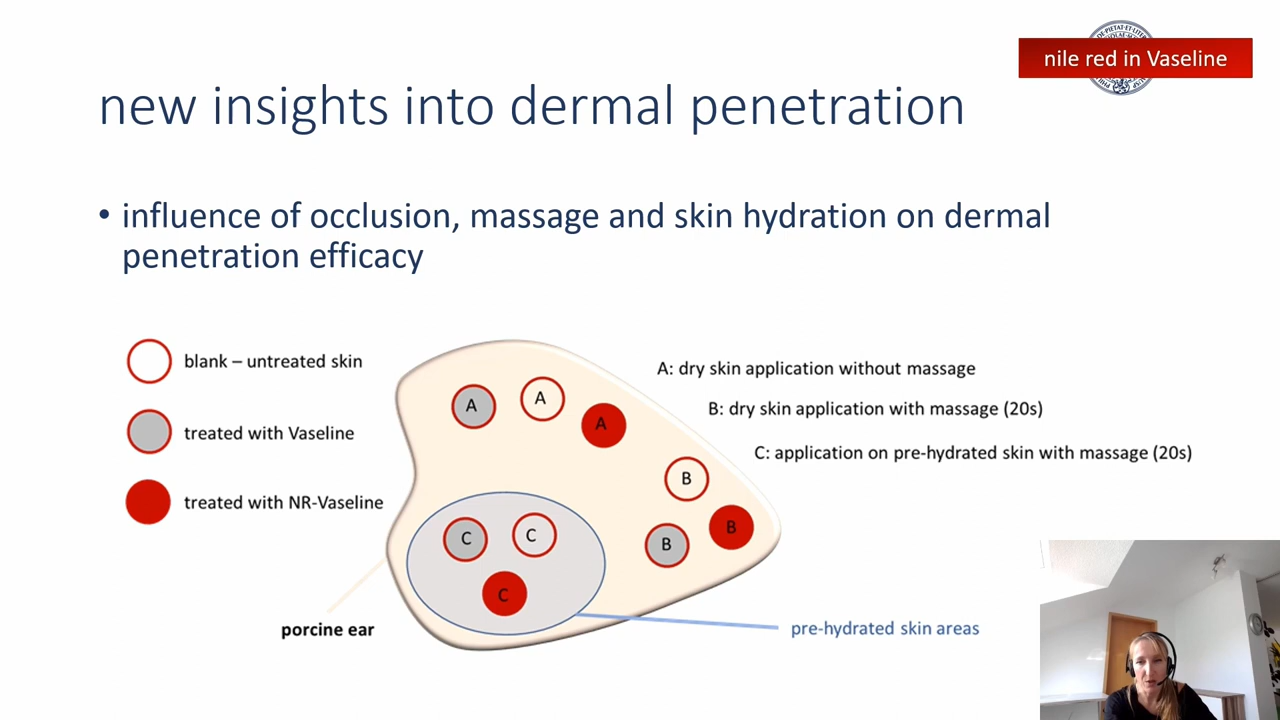 nile red in Vaseline
new insights into dermal penetration
• influence of occlusion, massage and skin hydration on dermal
penetration efficacy
blank – untreated skin
treated with Vaseline
treated with NR-Vaseline
A
A
A
B
B
B
C
C
C
A: dry skin application without massage
B: dry skin application with massage (20s)
C: application on pre-hydrated skin with massage (20s)
porcine ear
pre-hydrated skin areas